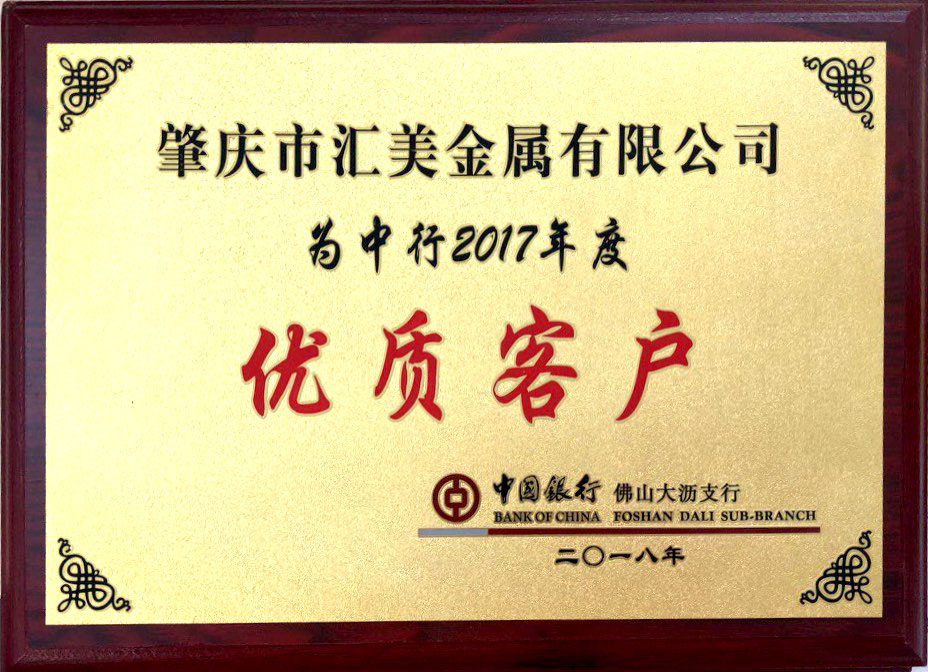 肇庆市汇美金属有限公司
为中行2017年度
优质客户
中國銀行 佛山大沥支行
BANK OF CHINA FOSHAN DALI SUB-BRANCH
二〇一八年